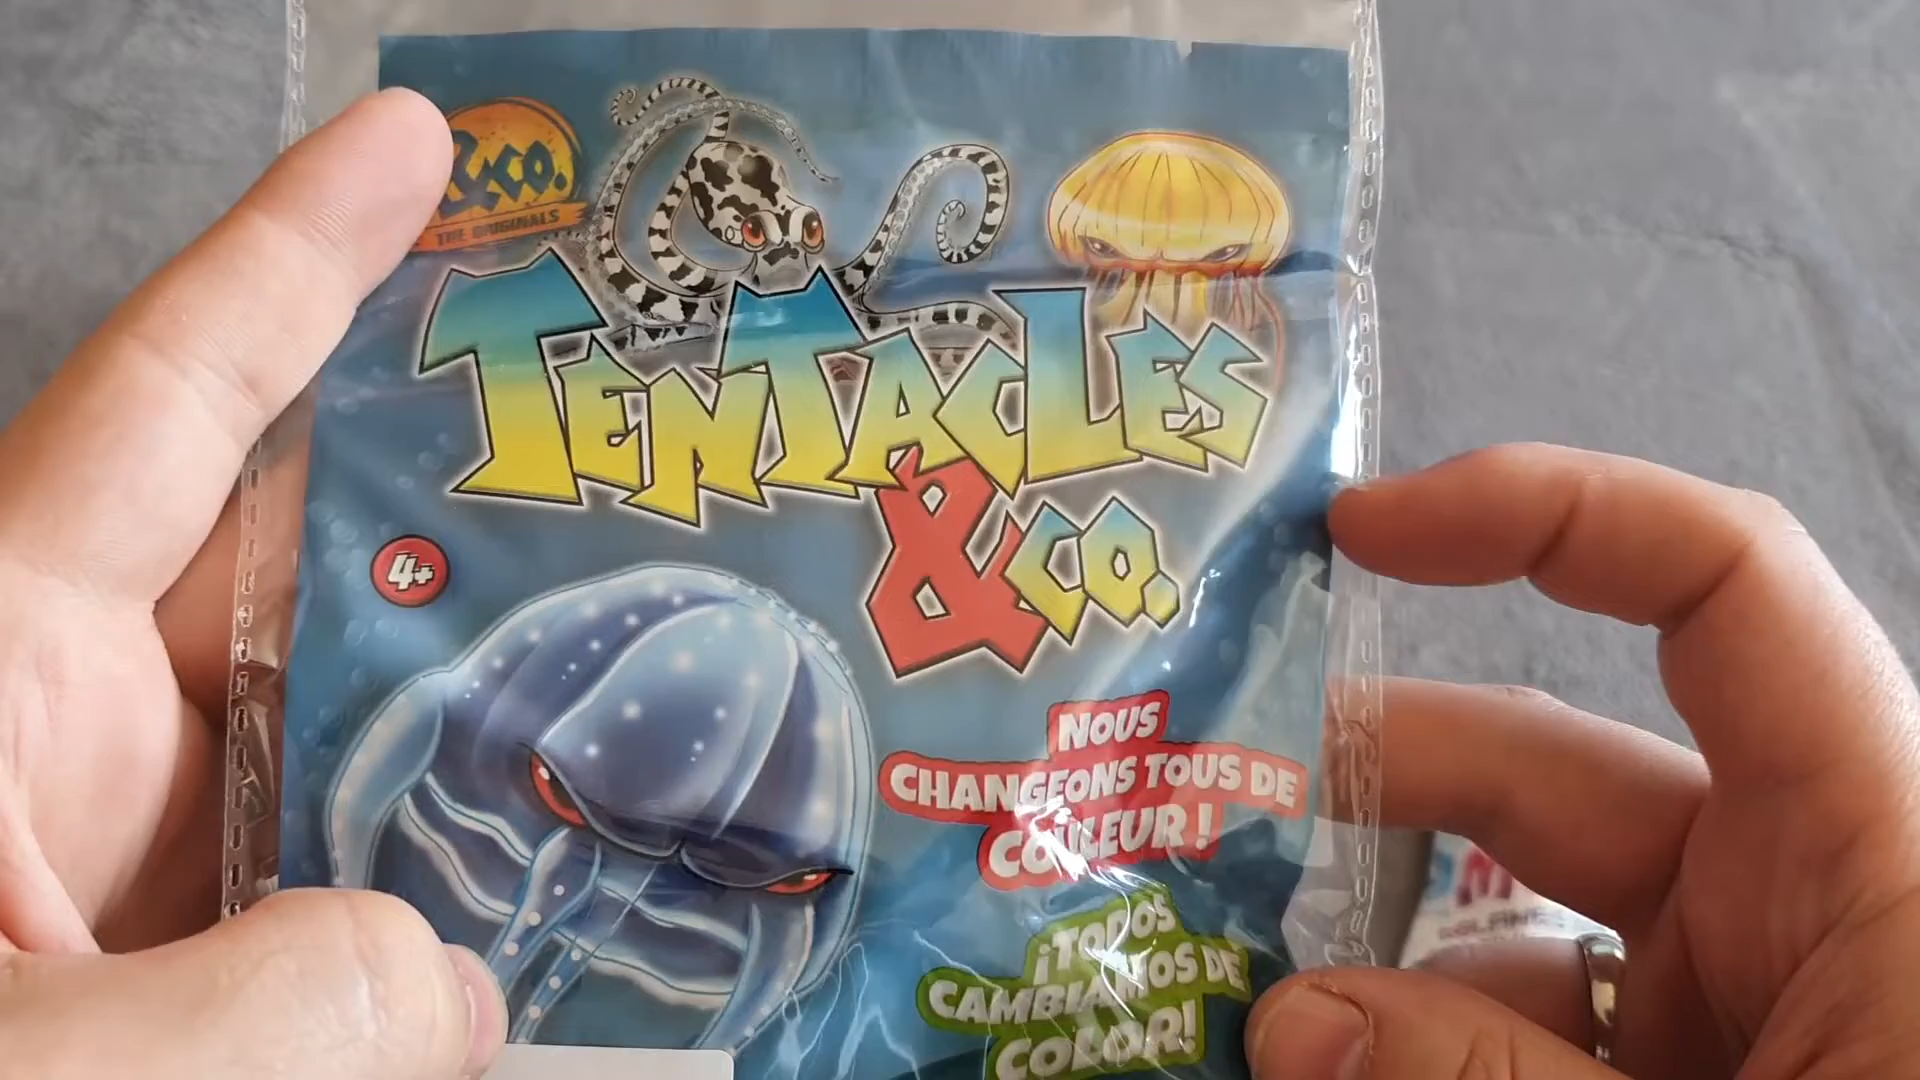 &co.
THE ORIGINALS
TENTACLES
&CO.
4+
NOUS
CHANGEONS TOUS DE
COULEUR !
¡TODOS
CAMBIAMOS DE
COLOR!